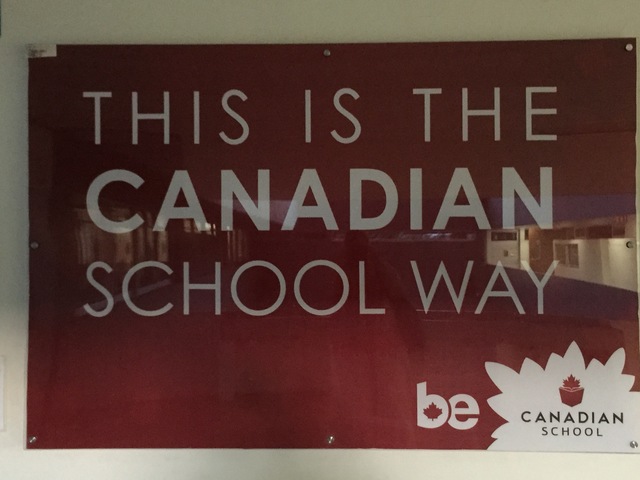 THIS IS THE
CANADIAN
SCHOOL WAY
be
CANADIAN
SCHOOL